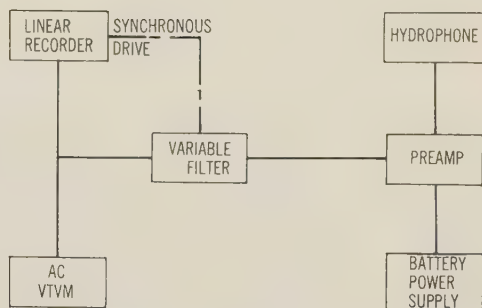 LINEAR
RECORDER
SYNCHRONOUS
DRIVE
HYDROPHONE
VARIABLE
FILTER
PREAMP
AC
VTVM
BATTERY
POWER
SUPPLY